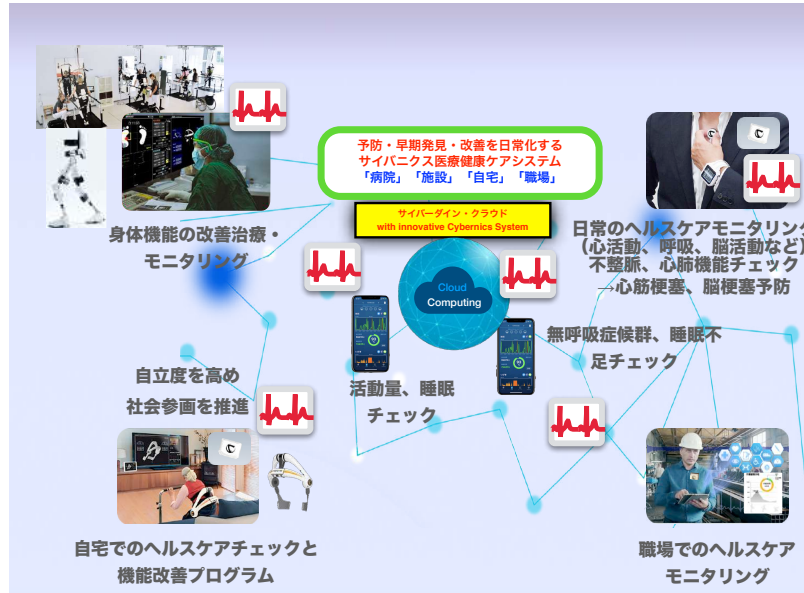 予防・早期発見・改善を日常化する
サイバニクス医療健康ケアシステム
「病院」「施設」「自宅」「職場」
サイバーダイン・クラウド
with innovative Cybernics System
Cloud
Computing
身体機能の改善治療・
モニタリング
日常のヘルスケアモニタリング
（心活動、呼吸、脳活動など）
不整脈、心肺機能チェック
→心筋梗塞、脳梗塞予防
無呼吸症候群、睡眠不
足チェック
活動量、睡眠
チェック
自立度を高め
社会参画を推進
自宅でのヘルスケアチェックと
機能改善プログラム
職場でのヘルスケア
モニタリング